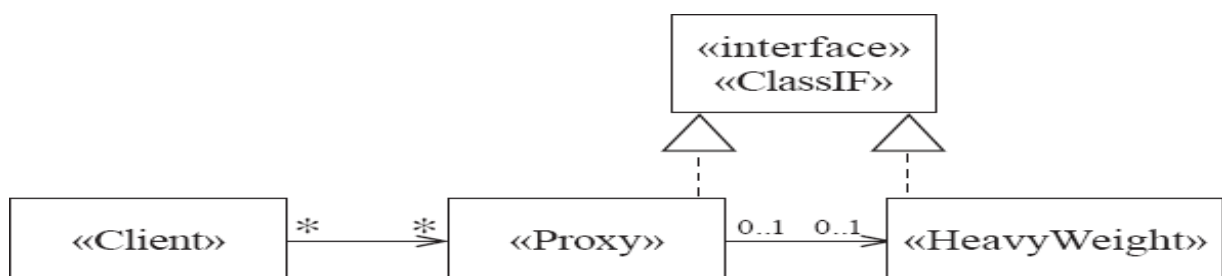 «interface»
«ClassIF»
«Client»
*
*
«Proxy»
0..1
0..1
«HeavyWeight»